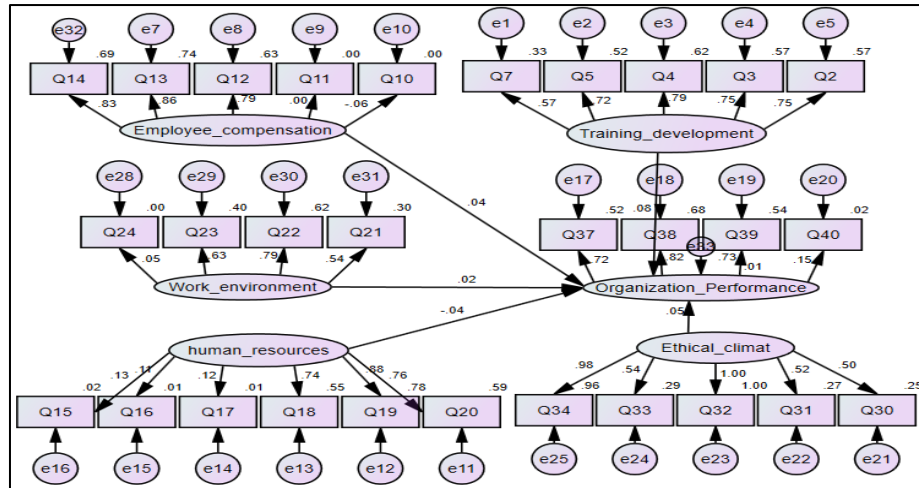 e32 e7 e8 e9 e10
.69 .74 .63 .00 .00
Q14 Q13 Q12 Q11 Q10
.83 .86 .79 .00 -.06
Employee_compensation
e1 e2 e3 e4 e5
.33 .52 .62 .57 .57
Q7 Q5 Q4 Q3 Q2
.57 .72 .79 .75 .75
Training_development
e28 e29 e30 e31
.00 .40 .62 .30
Q24 Q23 Q22 Q21
.05 .63 .79 .54
Work_environment
.04
.02
-.04
e17 e18 e19 e20
.52 .08 .68 .54 .02
Q37 Q38 Q39 Q40
e33
.72 .82 .73 .01 .15
Organization_Performance
.05
human_resources
.13 .11 .12 .74 .88 .76
.02 .01 .01 .55 .78 .59
Q15 Q16 Q17 Q18 Q19 Q20
e16 e15 e14 e13 e12 e11
Ethical_climat
.98 .54 1.00 .52 .50
.96 .29 1.00 .27 .25
Q34 Q33 Q32 Q31 Q30
e25 e24 e23 e22 e21